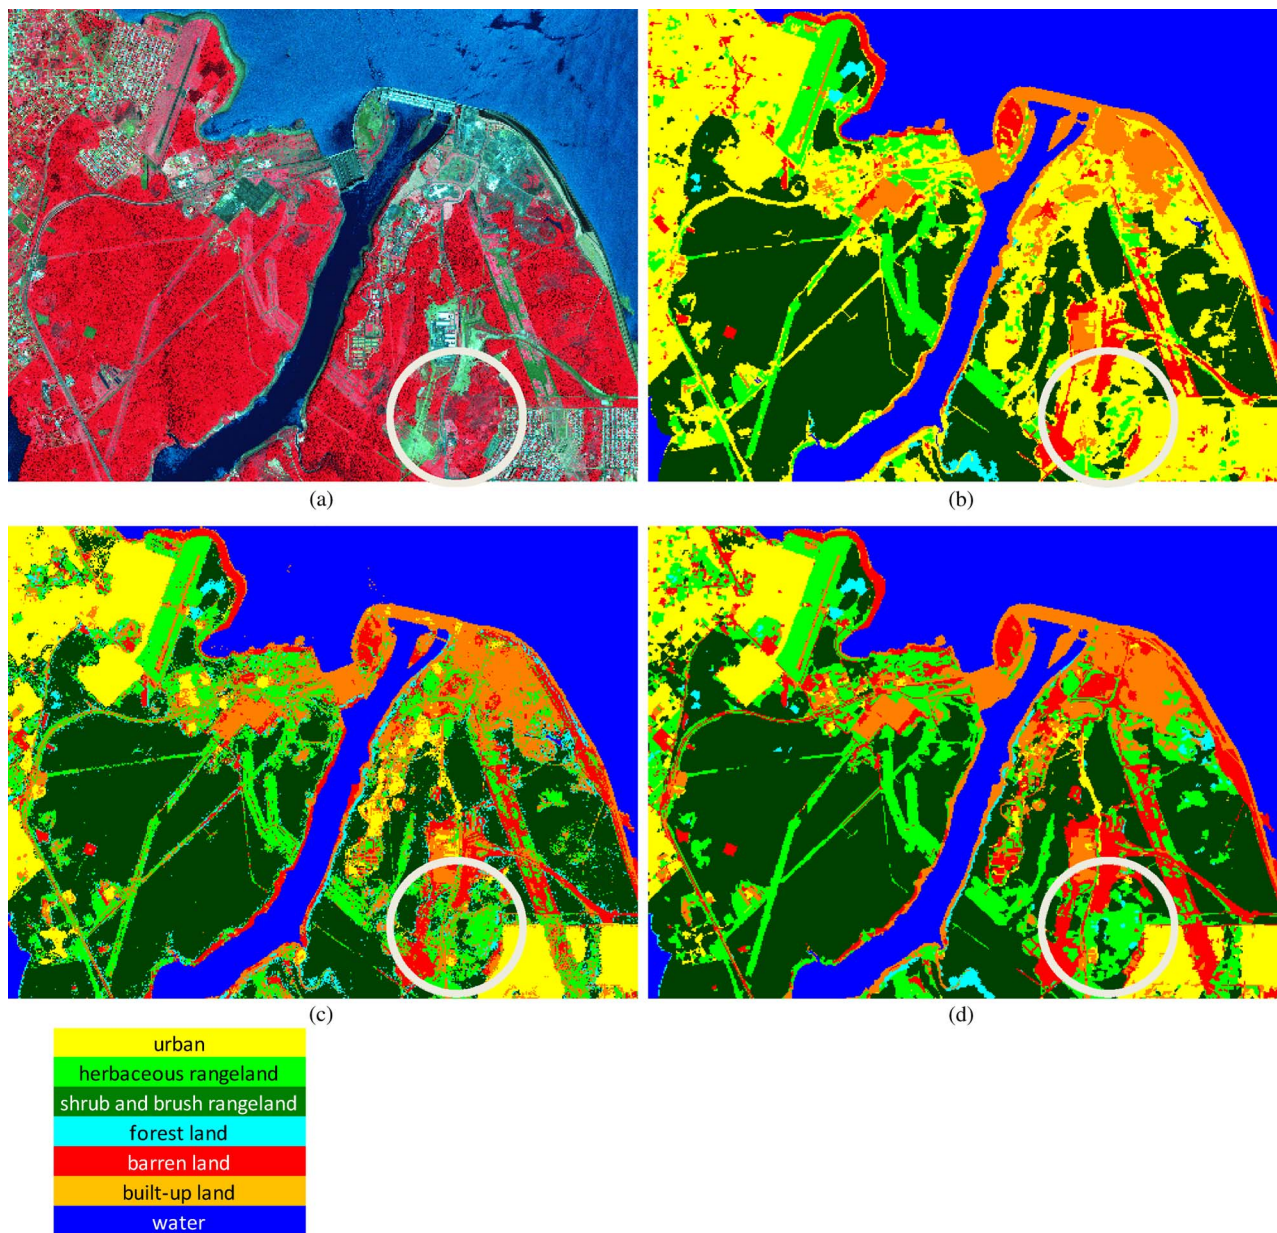 (a)
(b)
(c)
(d)
urban
herbaceous rangeland
shrub and brush rangeland
forest land
barren land
built-up land
water